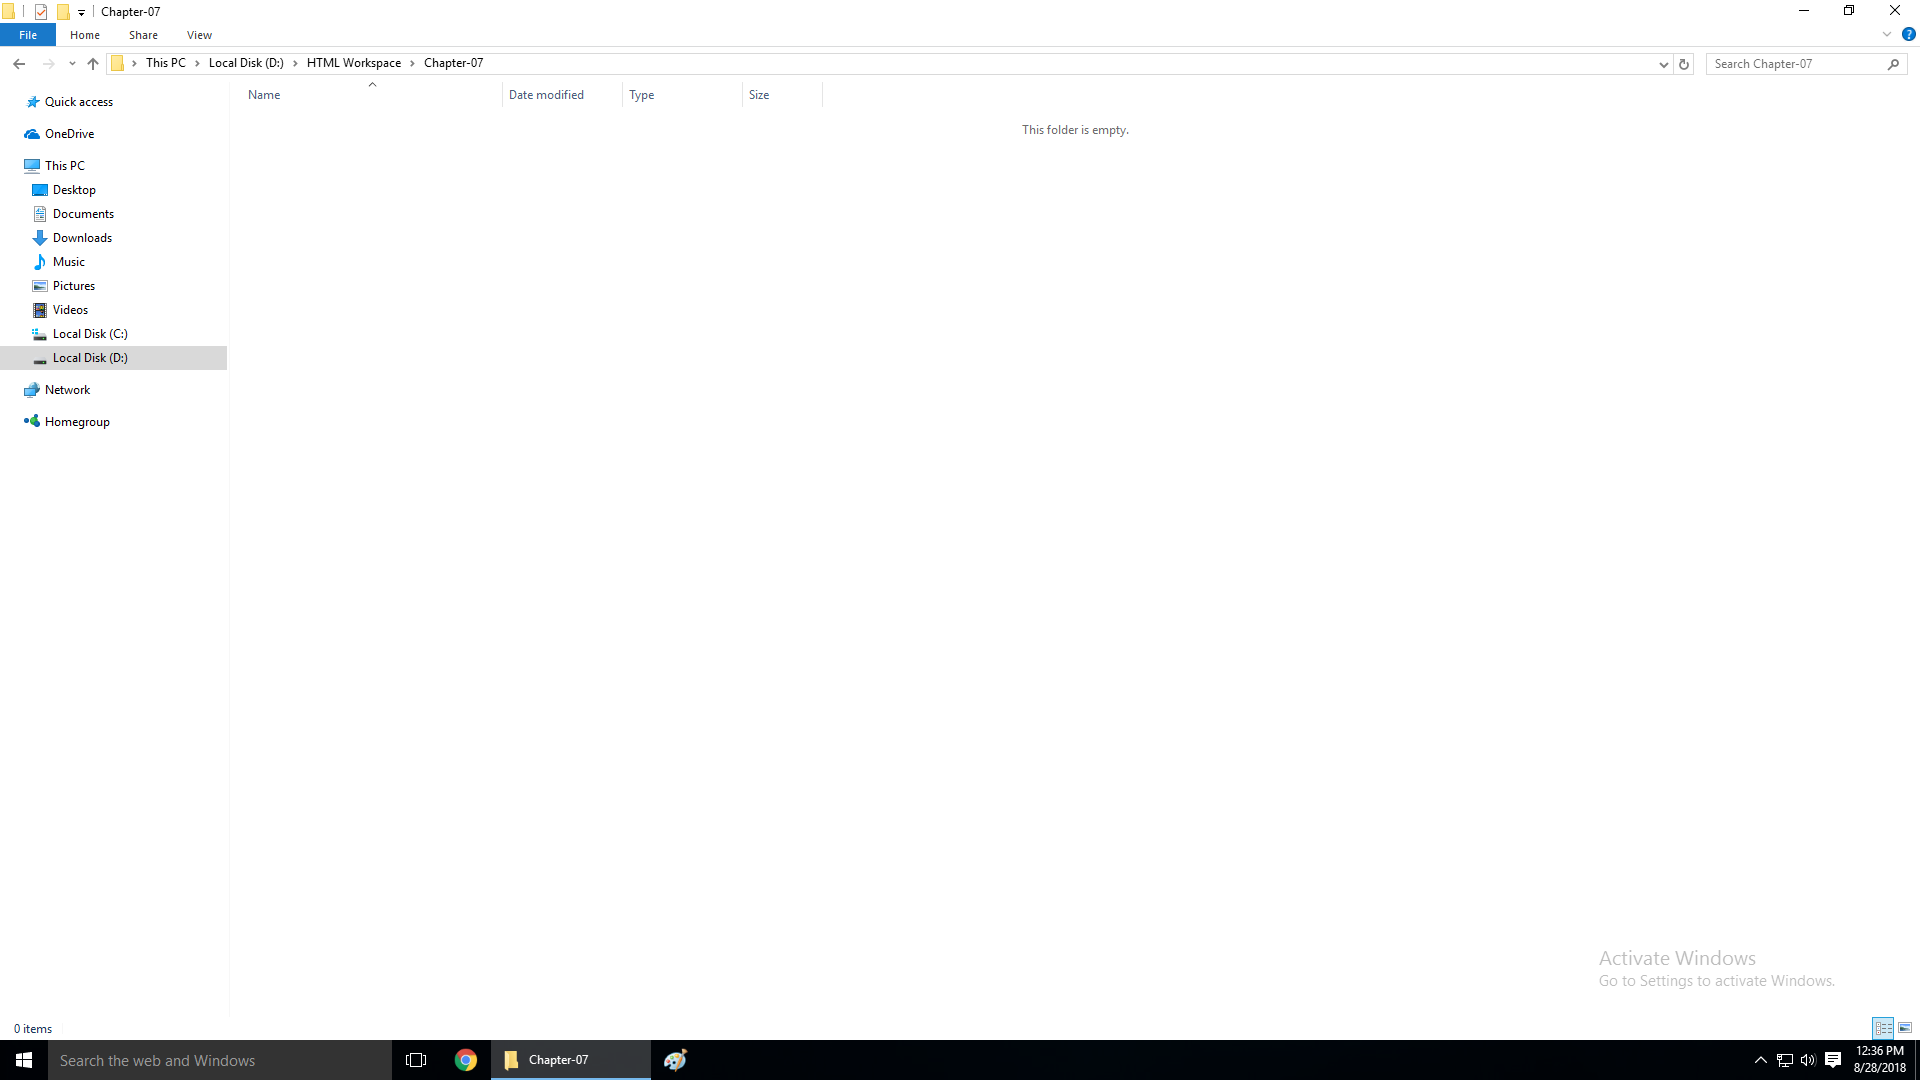 Chapter-07
File Home Share View
This PC Local Disk (D:) HTML Workspace Chapter-07
Search Chapter-07
Name Date modified Type Size
This folder is empty.
Quick access
OneDrive
This PC
Desktop
Documents
Downloads
Music
Pictures
Videos
Local Disk (C:)
Local Disk (D:)
Network
Homegroup
Activate Windows
Go to Settings to activate Windows.
0 items
Search the web and Windows
Chapter-07
12:36 PM
8/28/2018